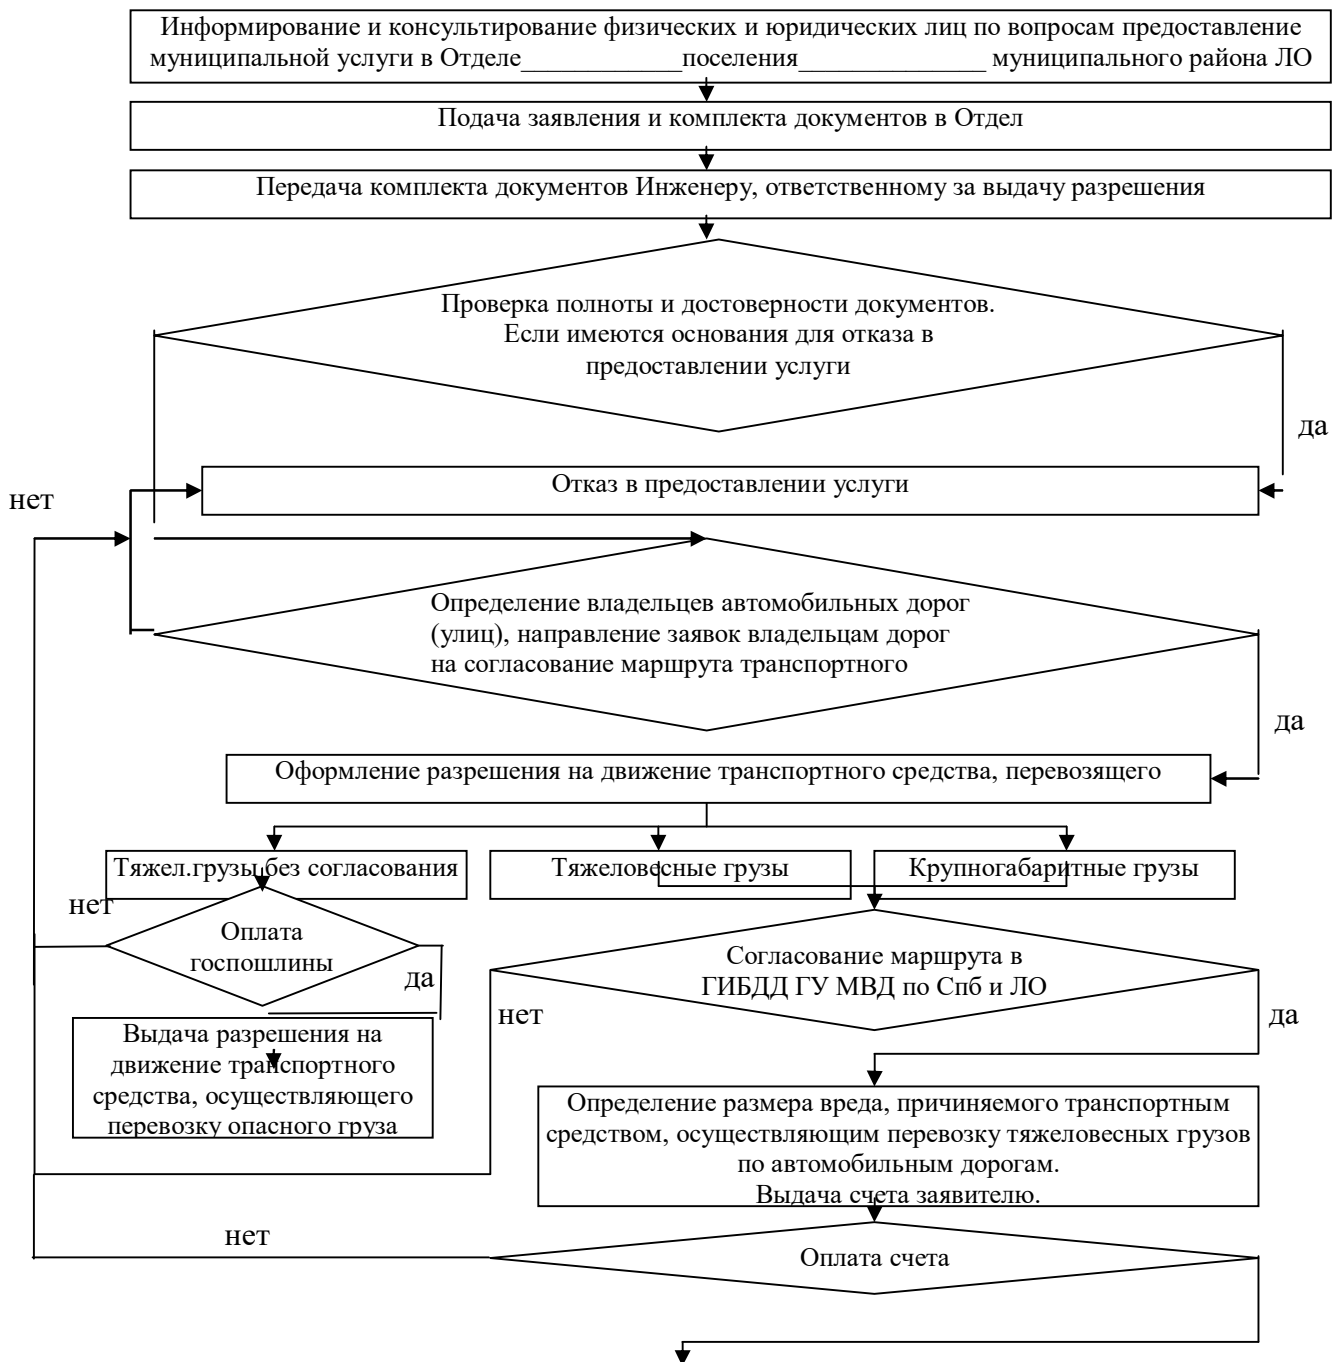 Информирование и консультирование физических и юридических лиц по вопросам предоставление
муниципальной услуги в Отделе____________поселения______________ муниципального района ЛО
Подача заявления и комплекта документов в Отдел
Передача комплекта документов Инженеру, ответственному за выдачу разрешения
Проверка полноты и достоверности документов.
Если имеются основания для отказа в
предоставлении услуги
да
Отказ в предоставлении услуги
нет
Определение владельцев автомобильных дорог
(улиц), направление заявок владельцам дорог
на согласование маршрута транспортного
да
Оформление разрешения на движение транспортного средства, перевозящего
Тяжел.грузы без согласования
Тяжеловесные грузы
Крупногабаритные грузы
нет
Оплата
госпошлины
да
Согласование маршрута в
ГИБДД ГУ МВД по Спб и ЛО
нет
да
Выдача разрешения на
движение транспортного
средства, осуществляющего
перевозку опасного груза
Определение размера вреда, причиняемого транспортным
средством, осуществляющим перевозку тяжеловесных грузов
по автомобильным дорогам.
Выдача счета заявителю.
нет
Оплата счета